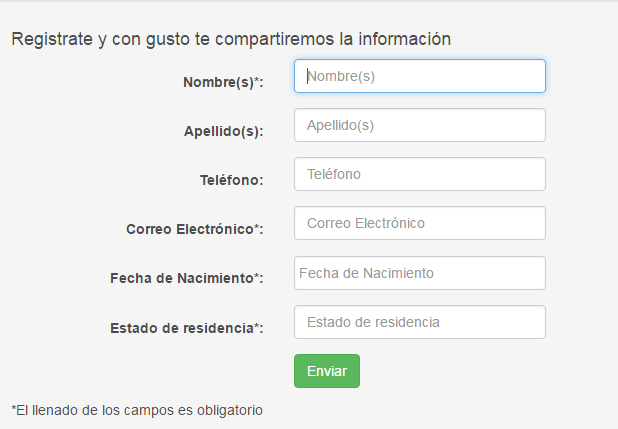 Registrate y con gusto te compartiremos la información
Nombre(s)*: Nombre(s)
Apellido(s): Apellido(s)
Teléfono: Teléfono
Correo Electrónico*: Correo Electrónico
Fecha de Nacimiento*: Fecha de Nacimiento
Estado de residencia*: Estado de residencia
Enviar
*El llenado de los campos es obligatorio